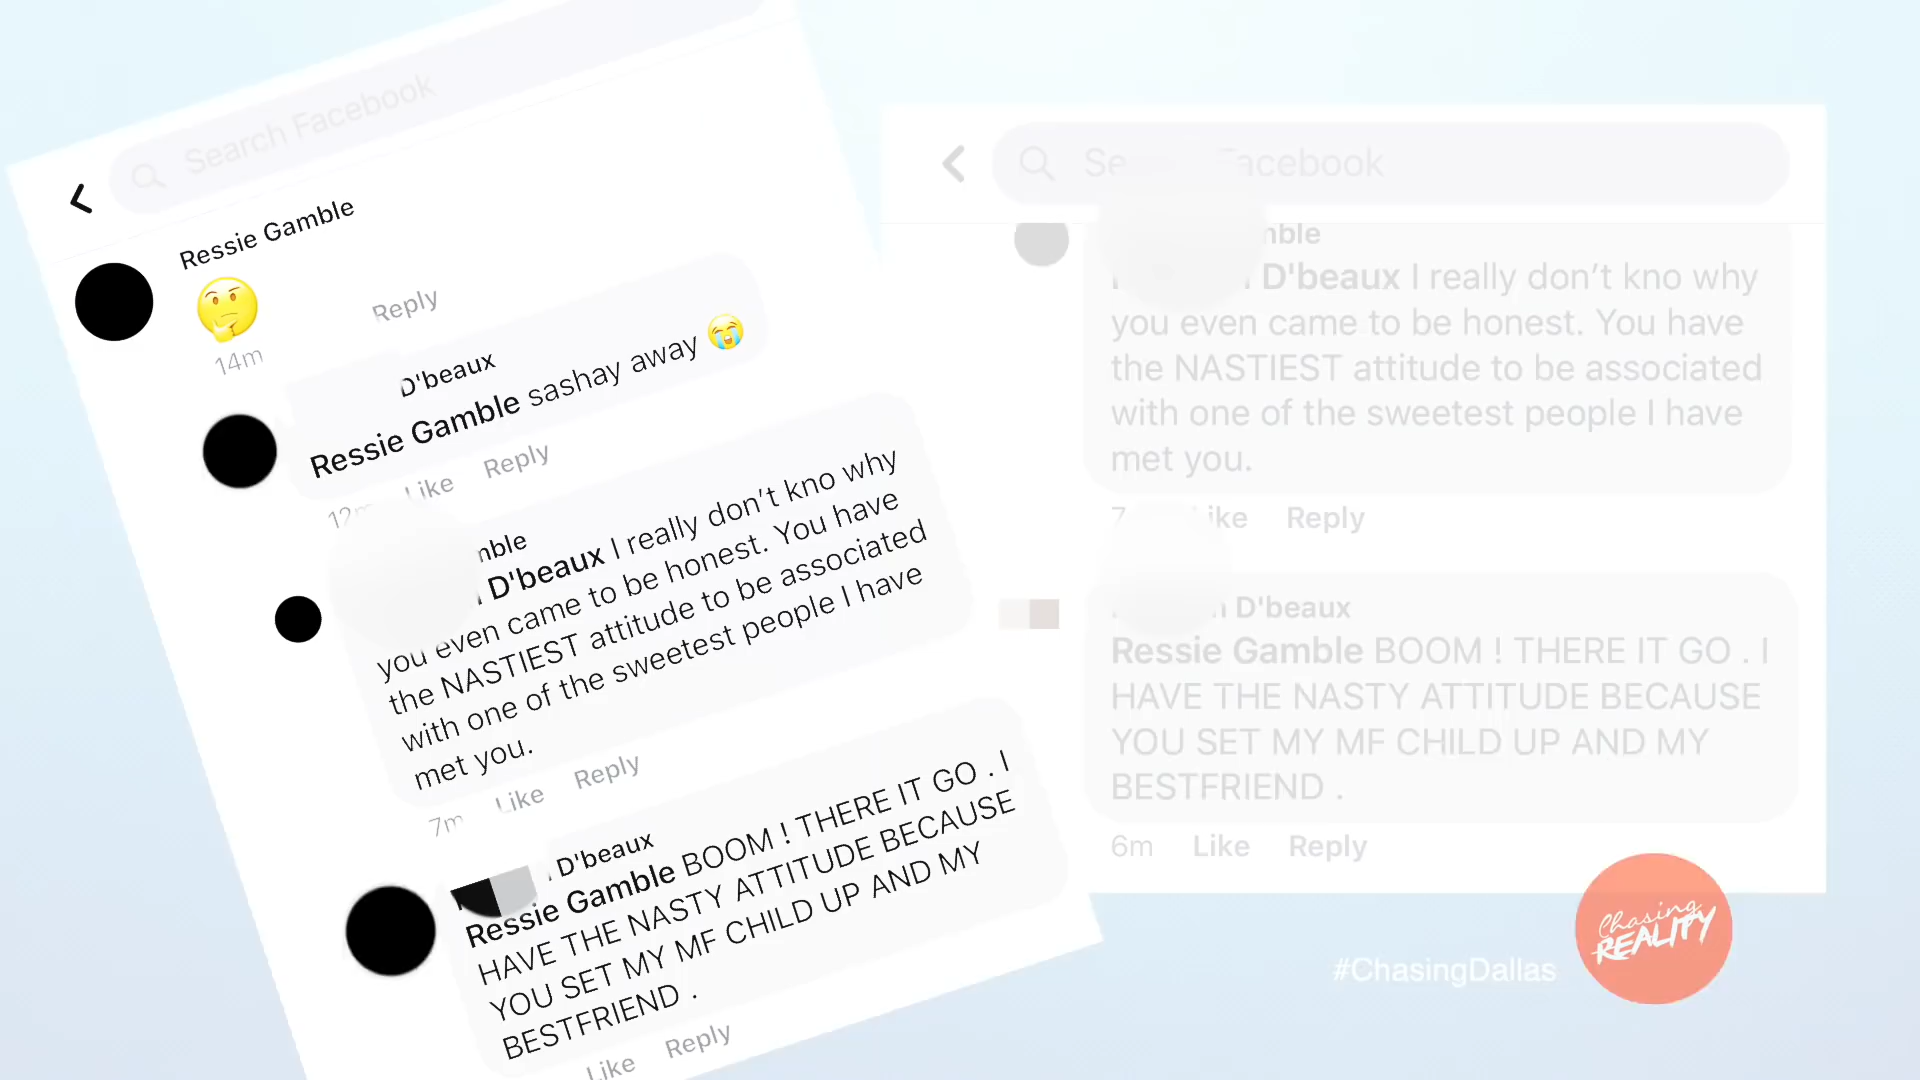 Search Facebook
Ressie Gamble
14m Reply
D'beaux
Ressie Gamble sashay away
12m Like Reply
mble
D'beaux I really don’t kno why
you even came to be honest. You have
the NASTIEST attitude to be associated
with one of the sweetest people I have
met you.
7m Like Reply
D'beaux
Ressie Gamble BOOM ! THERE IT GO . I
HAVE THE NASTY ATTITUDE BECAUSE
YOU SET MY MF CHILD UP AND MY
BESTFRIEND .
Like Reply
Facebook
mble
D'beaux I really don’t kno why
you even came to be honest. You have
the NASTIEST attitude to be associated
with one of the sweetest people I have
met you.
7 Like Reply
D'beaux
Ressie Gamble BOOM ! THERE IT GO . I
HAVE THE NASTY ATTITUDE BECAUSE
YOU SET MY MF CHILD UP AND MY
BESTFRIEND .
6m Like Reply
#ChasingDallas
Chasing
REALITY